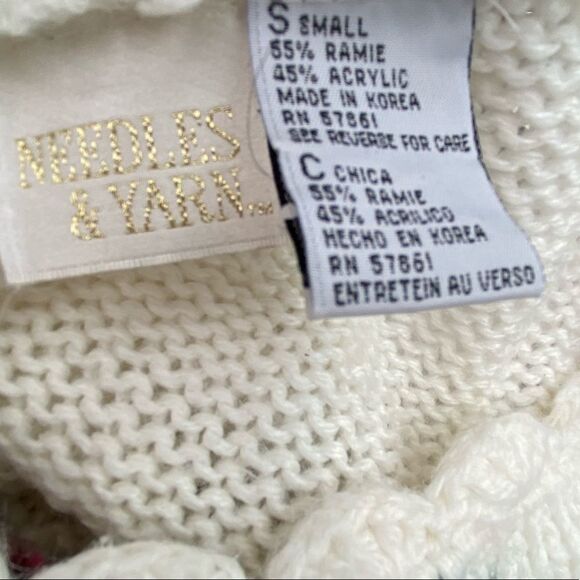 NEEDLES
& YARN
S SMALL
55% RAMIE
45% ACRYLIC
MADE IN KOREA
RN 57861
SEE REVERSE FOR CARE
C CHICA
55% RAMIE
45% ACRILICO
HECHO EN KOREA
RN 57861
ENTRETEIN AU VERSO